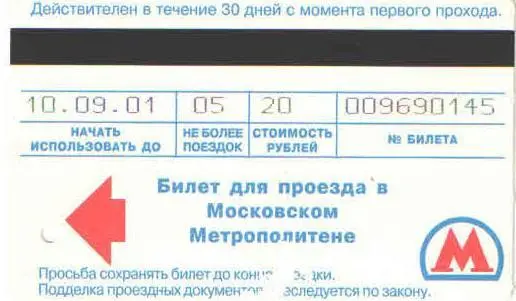 Действителен в течение 30 дней с момента первого прохода.
10.09.01 05 20 009690145
НАЧАТЬ ИСПОЛЬЗОВАТЬ ДО НЕ БОЛЕЕ ПОЕЗДОК СТОИМОСТЬ РУБЛЕЙ № БИЛЕТА
Билет для проезда в
Московском
Метрополитене
М
Просьба сохранять билет до
Подделка проездных по закону.